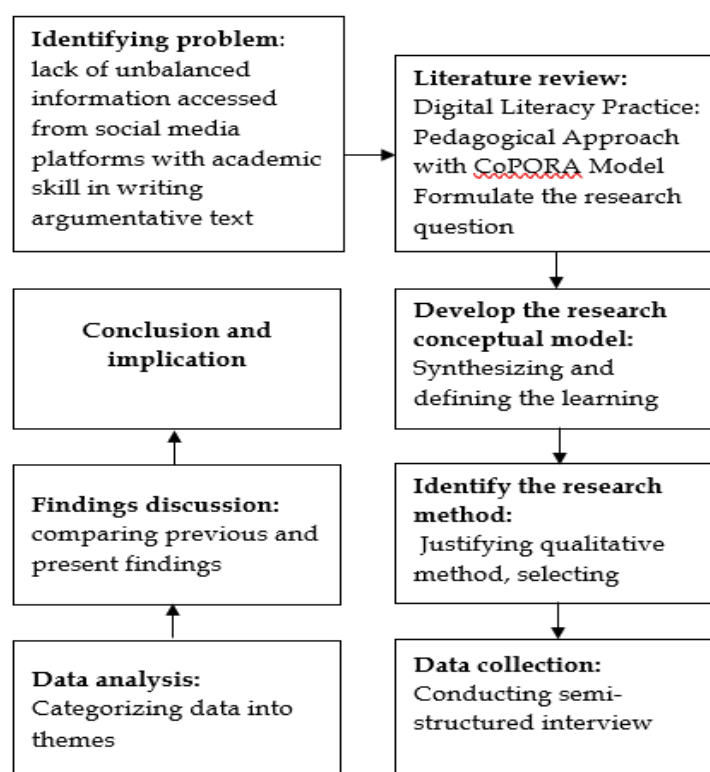 Identifying problem:
lack of unbalanced
information accessed
from social media
platforms with academic
skill in writing
argumentative text
Literature review:
Digital Literacy Practice:
Pedagogical Approach
with CoPORA Model
Formulate the research
question
Develop the research
conceptual model:
Synthesizing and
defining the learning
Identify the research
method:
Justifying qualitative
method, selecting
Data collection:
Conducting semi-
structured interview
Data analysis:
Categorizing data into
themes
Findings discussion:
comparing previous and
present findings
Conclusion and
implication